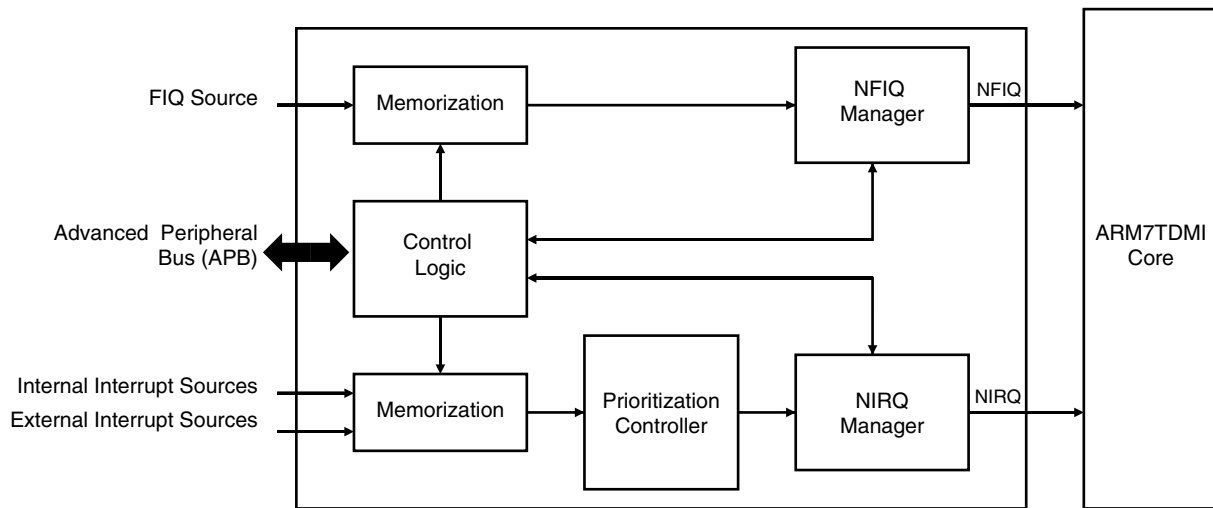 FIQ Source
Memorization
NFIQ
Manager
NFIQ
Advanced Peripheral
Bus (APB)
Control
Logic
ARM7TDMI
Core
Internal Interrupt Sources
External Interrupt Sources
Memorization
Prioritization
Controller
NIRQ
Manager
NIRQ